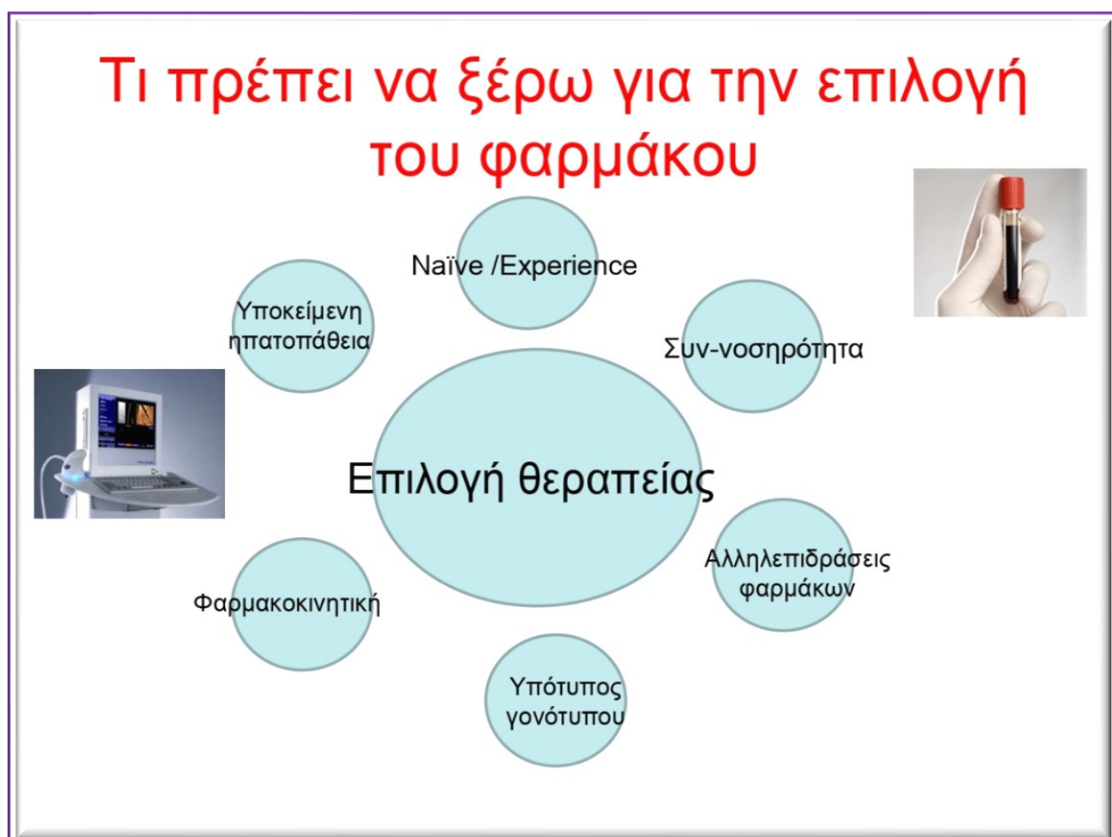 Τι πρέπει να ξέρω για την επιλογή
του φαρμάκου
Naïve /Experience
Υποκείμενη
ηπατοπάθεια
Συν-νοσηρότητα
Επιλογή θεραπείας
Αλληλεπιδράσεις
φαρμάκων
Φαρμακοκινητική
Υπότυπος
γονότυπου